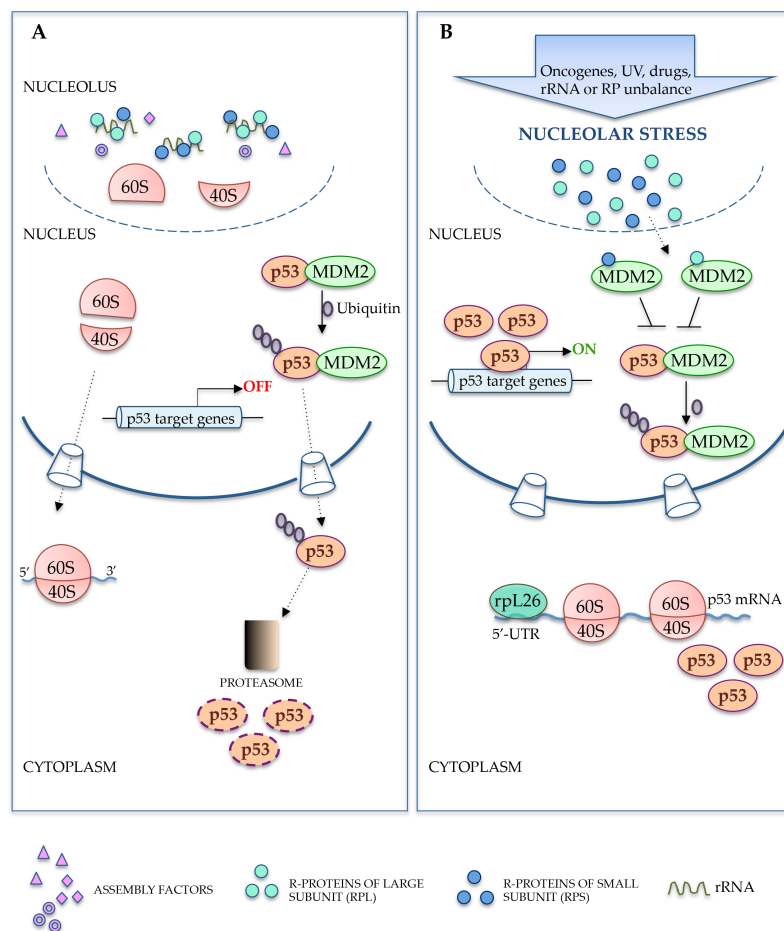 A
NUCLEOLUS
60S
40S
NUCLEUS
p53 MDM2
Ubiquitin
60S
40S
p53 MDM2
OFF
p53 target genes
p53
5′ 60S 3′
40S
PROTEASOME
p53 p53
p53
CYTOPLASM
B
Oncogenes, UV, drugs,
rRNA or RP unbalance
NUCLEOLAR STRESS
NUCLEUS
MDM2 MDM2
p53 p53
p53 ON
p53 target genes
p53 MDM2
p53 MDM2
rpL26 60S 60S p53 mRNA
5′-UTR 40S 40S
p53 p53
p53
CYTOPLASM
ASSEMBLY FACTORS
R-PROTEINS OF LARGE
SUBUNIT (RPL)
R-PROTEINS OF SMALL
SUBUNIT (RPS)
rRNA